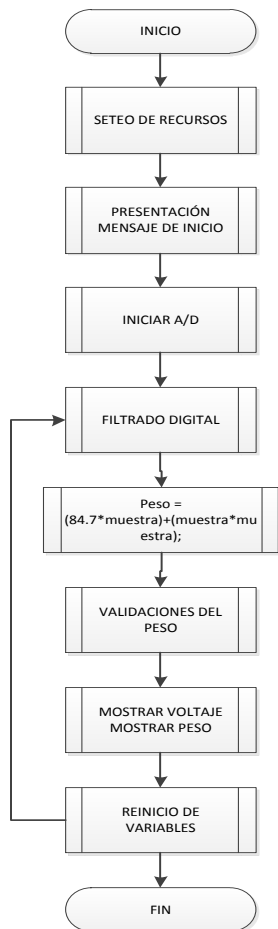 INICIO
SETEO DE RECURSOS
PRESENTACIÓN
MENSAJE DE INICIO
INICIAR A/D
FILTRADO DIGITAL
Peso =
(84.7*muestra)+(muestra*mu
estra);
VALIDACIONES DEL
PESO
MOSTRAR VOLTAJE
MOSTRAR PESO
REINICIO DE
VARIABLES
FIN